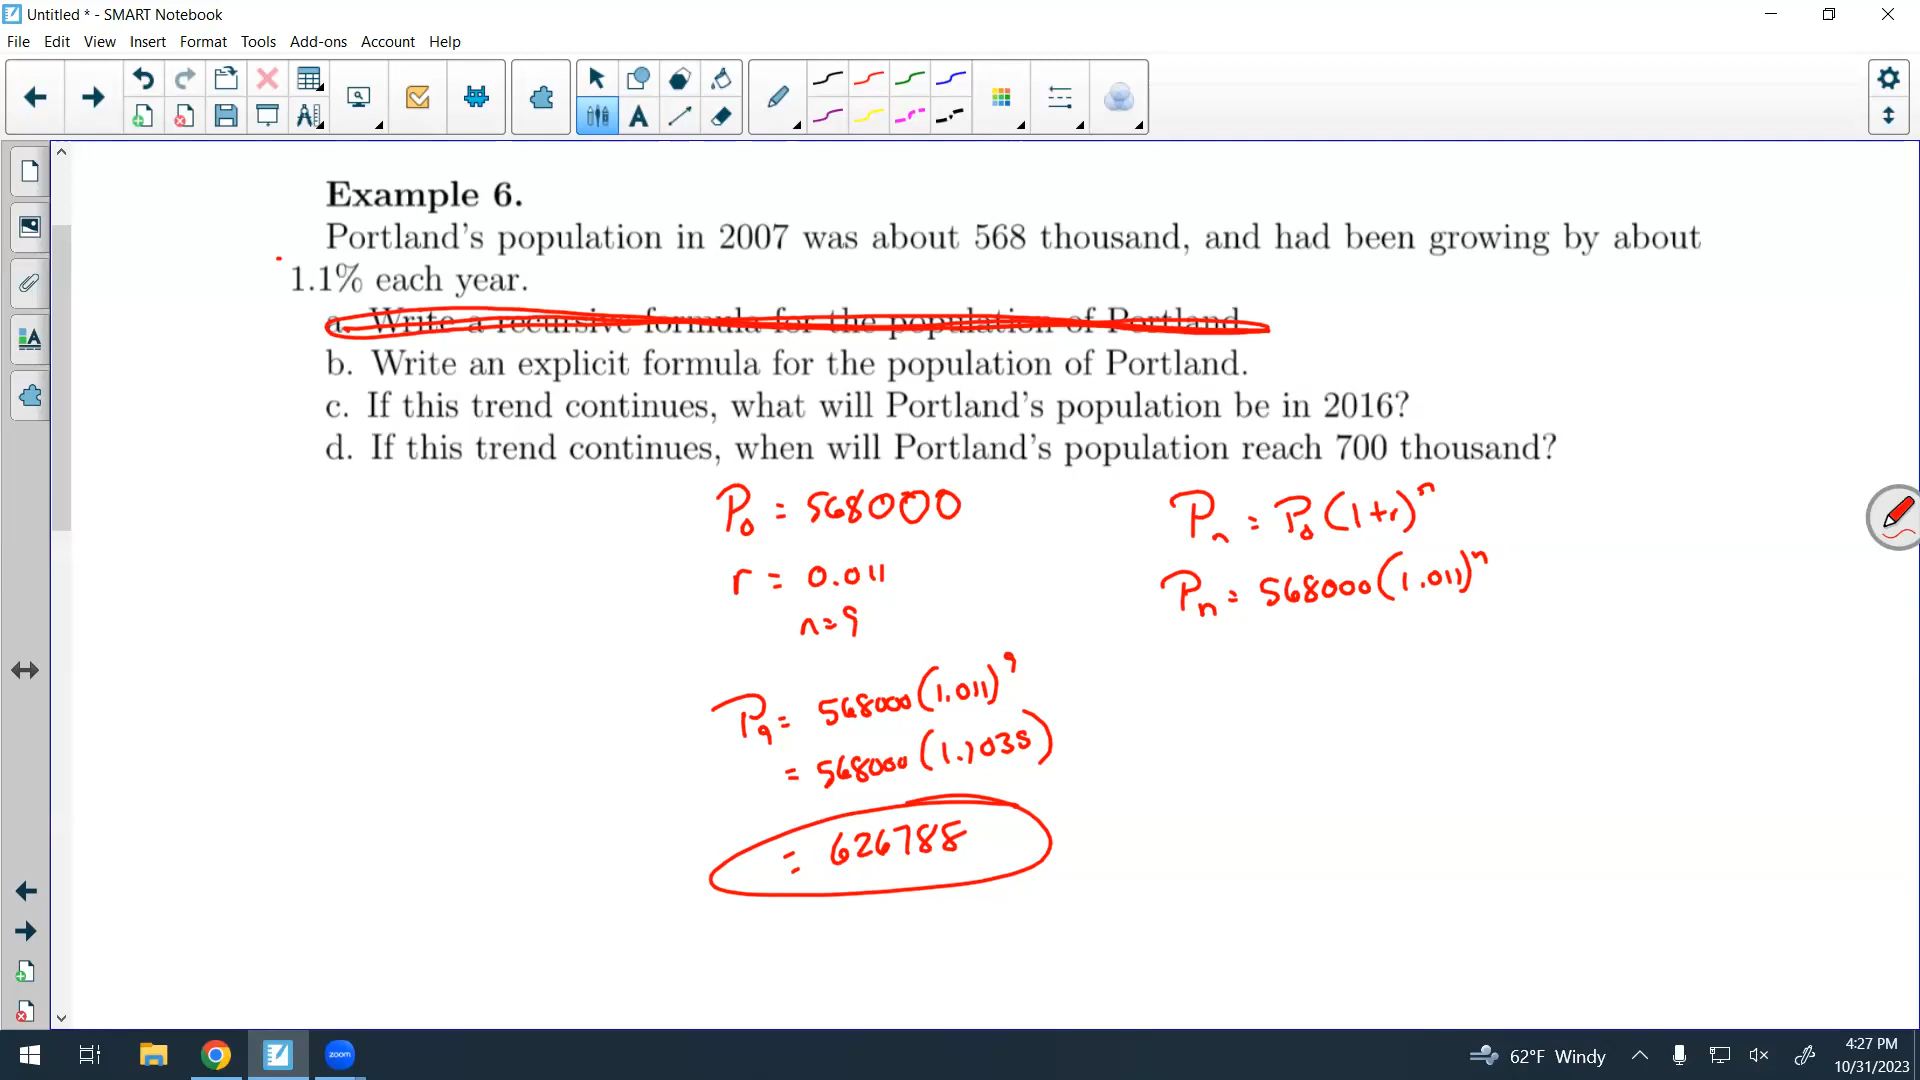 Untitled * - SMART Notebook
File Edit View Insert Format Tools Add-ons Account Help
Example 6.
Portland's population in 2007 was about 568 thousand, and had been growing by about
1.1% each year.
a. Write a recursive formula for the population of Portland.
b. Write an explicit formula for the population of Portland.
c. If this trend continues, what will Portland's population be in 2016?
d. If this trend continues, when will Portland's population reach 700 thousand?
P₀ = 568000
Pₙ = P₀(1+r)ⁿ
r = 0.011
Pₙ = 568000(1.011)ⁿ
n=9
P₉ = 568000(1.011)⁹
= 568000(1.1035)
= 626788
zoom
62°F Windy
4:27 PM
10/31/2023